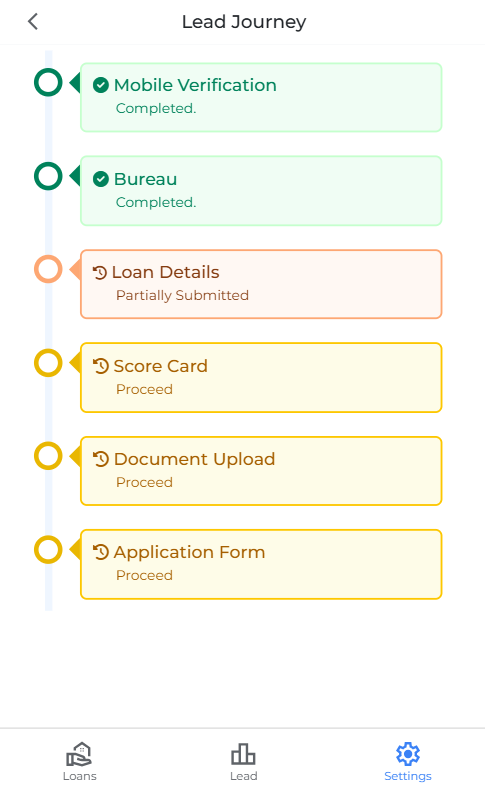 Lead Journey
Mobile Verification
Completed.
Bureau
Completed.
Loan Details
Partially Submitted
Score Card
Proceed
Document Upload
Proceed
Application Form
Proceed
Loans Lead Settings